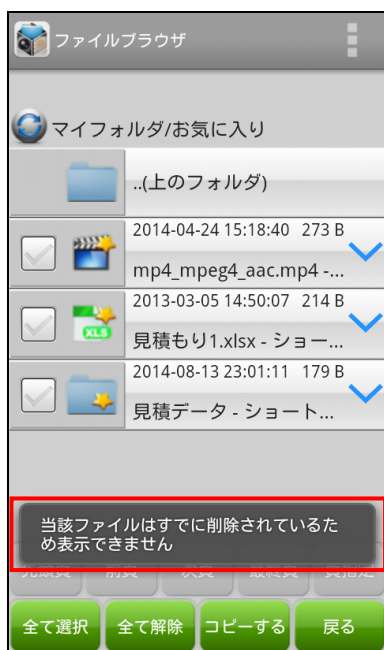 ファイルブラウザ
マイフォルダ/お気に入り
..(上のフォルダ)
2014-04-24 15:18:40 273 B
mp4_mpeg4_aac.mp4 -...
2013-03-05 14:50:07 214 B
XLS
見積もり1.xlsx - ショー...
2014-08-13 23:01:11 179 B
見積データ - ショート...
当該ファイルはすでに削除されているた
め表示できません
全て選択 全て解除 コピーする 戻る